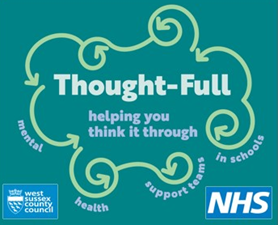 Thought-Full
helping you
think it through
mental
health
support teams
in schools
west
sussex
county
council
NHS